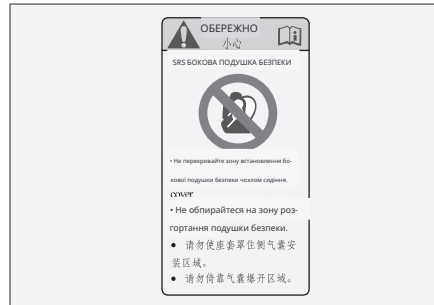 ОБЕРЕЖНО
小心
SRS БОКОВА ПОДУШКА БЕЗПЕКИ
• Не перекривайте зону встановлення бо-
кової подушки безпеки чохлом сидіння.
cover.
• Не обпирайтеся на зону роз-
гортання подушки безпеки.
● 请勿使座套罩住侧气囊安
装区域。
● 请勿倚靠气囊爆开区域。